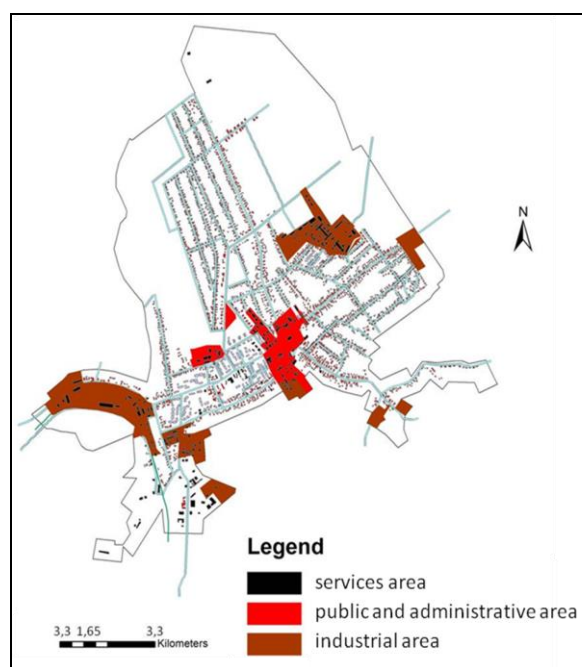 N
Legend
services area
public and administrative area
industrial area
3,3 1,65 3,3
Kilometers